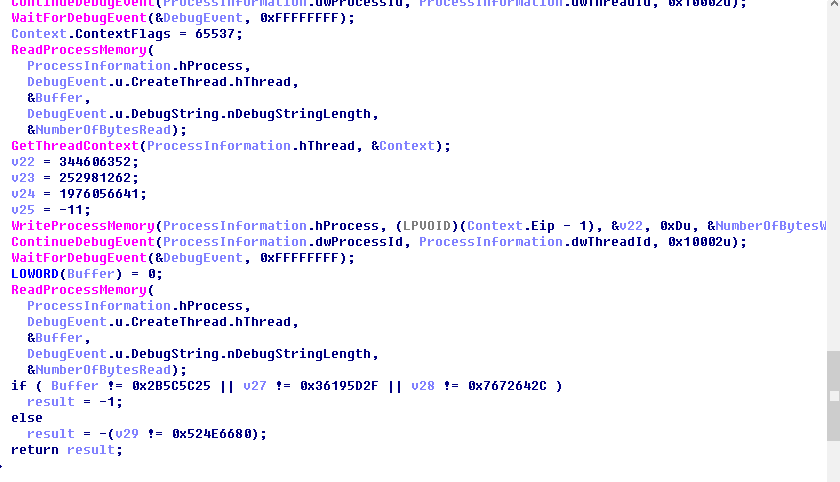 ContinueDebugEvent(ProcessInformation.dwProcessId, ProcessInformation.dwThreadId, 0x10002u);
WaitForDebugEvent(&DebugEvent, 0xFFFFFFFF);
Context.ContextFlags = 65537;
ReadProcessMemory(
ProcessInformation.hProcess,
DebugEvent.u.CreateThread.hThread,
&Buffer,
DebugEvent.u.DebugString.nDebugStringLength,
&NumberOfBytesRead);
GetThreadContext(ProcessInformation.hThread, &Context);
v22 = 344606352;
v23 = 252981262;
v24 = 1976056641;
v25 = -11;
WriteProcessMemory(ProcessInformation.hProcess, (LPVOID)(Context.Eip - 1), &v22, 0xDu, &NumberOfBytesW
ContinueDebugEvent(ProcessInformation.dwProcessId, ProcessInformation.dwThreadId, 0x10002u);
WaitForDebugEvent(&DebugEvent, 0xFFFFFFFF);
LOWORD(Buffer) = 0;
ReadProcessMemory(
ProcessInformation.hProcess,
DebugEvent.u.CreateThread.hThread,
&Buffer,
DebugEvent.u.DebugString.nDebugStringLength,
&NumberOfBytesRead);
if ( Buffer != 0x2B5C5C25 || v27 != 0x36195D2F || v28 != 0x7672642C )
result = -1;
else
result = -(v29 != 0x524E6680);
return result;